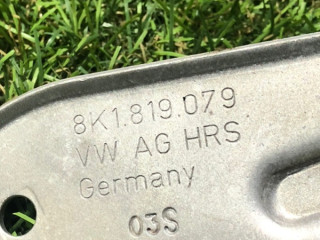 8K1.819.079
VW AG HRS
Germany
03S